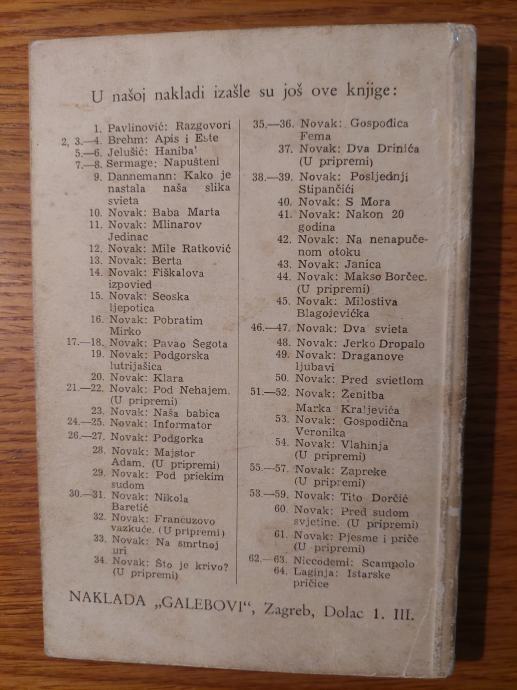 U našoj nakladi izašle su još ove knjige:
1. Pavlinović: Razgovori
2, 3.—4. Brehm: Apis i Este
5.—6. Jelušić: Haniba'
7.—8. Sermage: Napušteni
9. Dannemann: Kako je
nastala naša slika
svieta
10. Novak: Baba Marta
11. Novak: Mlinarov
Jedinac
12. Novak: Mile Ratković
13. Novak: Berta
14. Novak: Fiškalova
izpovied
15. Novak: Seoska
ljepotica
16. Novak: Pobratim
Mirko
17.—18. Novak: Pavao Šegota
19. Novak: Podgorska
lutrijašica
20. Novak: Klara
21.—22. Novak: Pod Nehajem.
(U pripremi)
23. Novak: Naša babica
24.—25. Novak: Informator
26.—27. Novak: Podgorka
28. Novak: Majstor
Adam. (U pripremi)
29. Novak: Pod priekim
sudom
30.—31. Novak: Nikola
Baretić
32. Novak: Francuzovo
vazkuće. (U pripremi)
33. Novak: Na smrtnoj
uri
34. Novak: Što je krivo?
(U pripremi)
35.—36. Novak: Gospođica
Fema
37. Novak: Dva Drinića
(U pripremi)
38.—39. Novak: Posljednji
Stipančići
40. Novak: S Mora
41. Novak: Nakon 20
godina
42. Novak: Na nenapuče-
nom otoku
43. Novak: Janica
44. Novak: Makso Borčec.
(U pripremi)
45. Novak: Milostiva
Blagojevićka
46.—47. Novak: Dva svieta
48. Novak: Jerko Dropalo
49. Novak: Draganove
ljubavi
50. Novak: Pred svietlom
51.—52. Novak: Ženitba
Marka Kraljevića
53. Novak: Gospodična
Veronika
54. Novak: Vlahinja
(U pripremi)
55.—57. Novak: Zapreke
(U pripremi)
58.—59. Novak: Tito Dorčić
60. Novak: Pred sudom
svjetine. (U pripremi)
61. Novak: Pjesme i priče
(U pripremi)
62.—63. Niccodemi: Scampolo
64. Laginja: Istarske
pričice
NAKLADA „GALEBOVI“, Zagreb, Dolac 1. III.